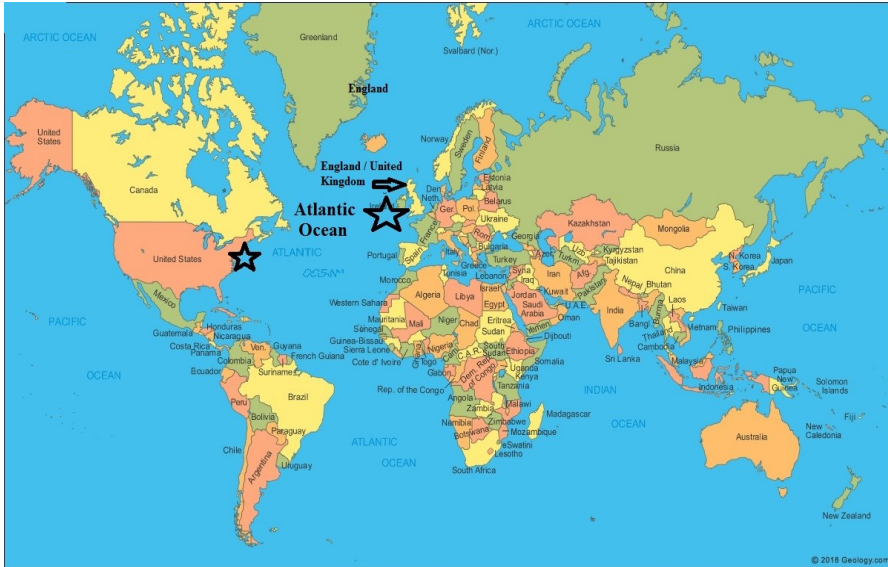 ARCTIC OCEAN
ARCTIC OCEAN
Greenland
Svalbard (Nor.)
England
United
States
Norway
Sweden
Finland
Russia
England / United
Kingdom
Canada
Estonia
Latvia
Den.
Neth.
Belarus
Ger.
Pol.
Atlantic
Ocean
Ukraine
Kazakhstan
Mongolia
France
Rom.
Georgia
United States
ATLANTIC
Portugal
Spain
Italy
Bulgaria
Greece
Turkey
Azer.
Uzb.
Turkm.
Kyrgyzstan
Tajikistan
N. Korea
S. Korea
Japan
China
Morocco
Tunisia
Lebanon
Israel
Syria
Iraq
Iran
Afg.
Pakistan
Nepal
Bhutan
Mexico
Western Sahara
Algeria
Libya
Egypt
Jordan
Kuwait
Saudi
Arabia
U.A.E.
Oman
India
Bangl
Burma
Laos
Taiwan
PACIFIC
PACIFIC
OCEAN
Honduras
Guatemala
Nicaragua
Costa Rica
Panama
Mauritania
Senegal
Mali
Niger
Chad
Eritrea
Sudan
Yemen
Djibouti
Thailand
Vietnam
Cambodia
Philippines
Guinea-Bissau
Sierra Leone
Cote d' Ivoire
Ghana
Togo
Nigeria
Cam.
C.A.R.
South
Sudan
Ethiopia
Somalia
Sri Lanka
Malaysia
Ven.
Guyana
French Guiana
Suriname
Colombia
Ecuador
Gabon
Rep. of the Congo
Dem. Rep.
of Congo
Uganda
Kenya
Tanzania
INDIAN
OCEAN
Indonesia
Papua
New
Guinea
Solomon
Islands
OCEAN
Peru
Brazil
Bolivia
Paraguay
Angola
Zambia
Malawi
Namibia
Zimbabwe
Botswana
Mozambique
Madagascar
eSwatini
Lesotho
South Africa
Fiji
New
Caledonia
Australia
Chile
Argentina
Uruguay
ATLANTIC
OCEAN
New Zealand
© 2018 Geology.com